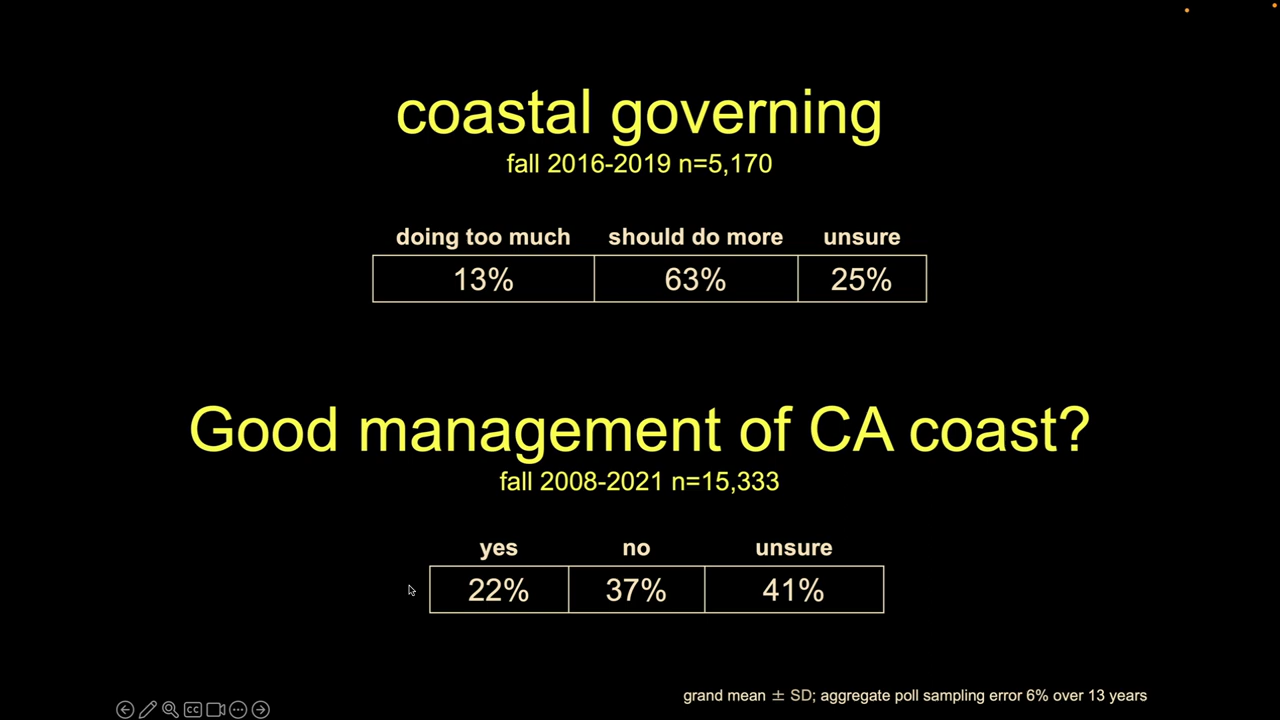 coastal governing
fall 2016-2019 n=5,170
doing too much should do more unsure
13% 63% 25%
Good management of CA coast?
fall 2008-2021 n=15,333
yes no unsure
22% 37% 41%
grand mean ± SD; aggregate poll sampling error 6% over 13 years
CC